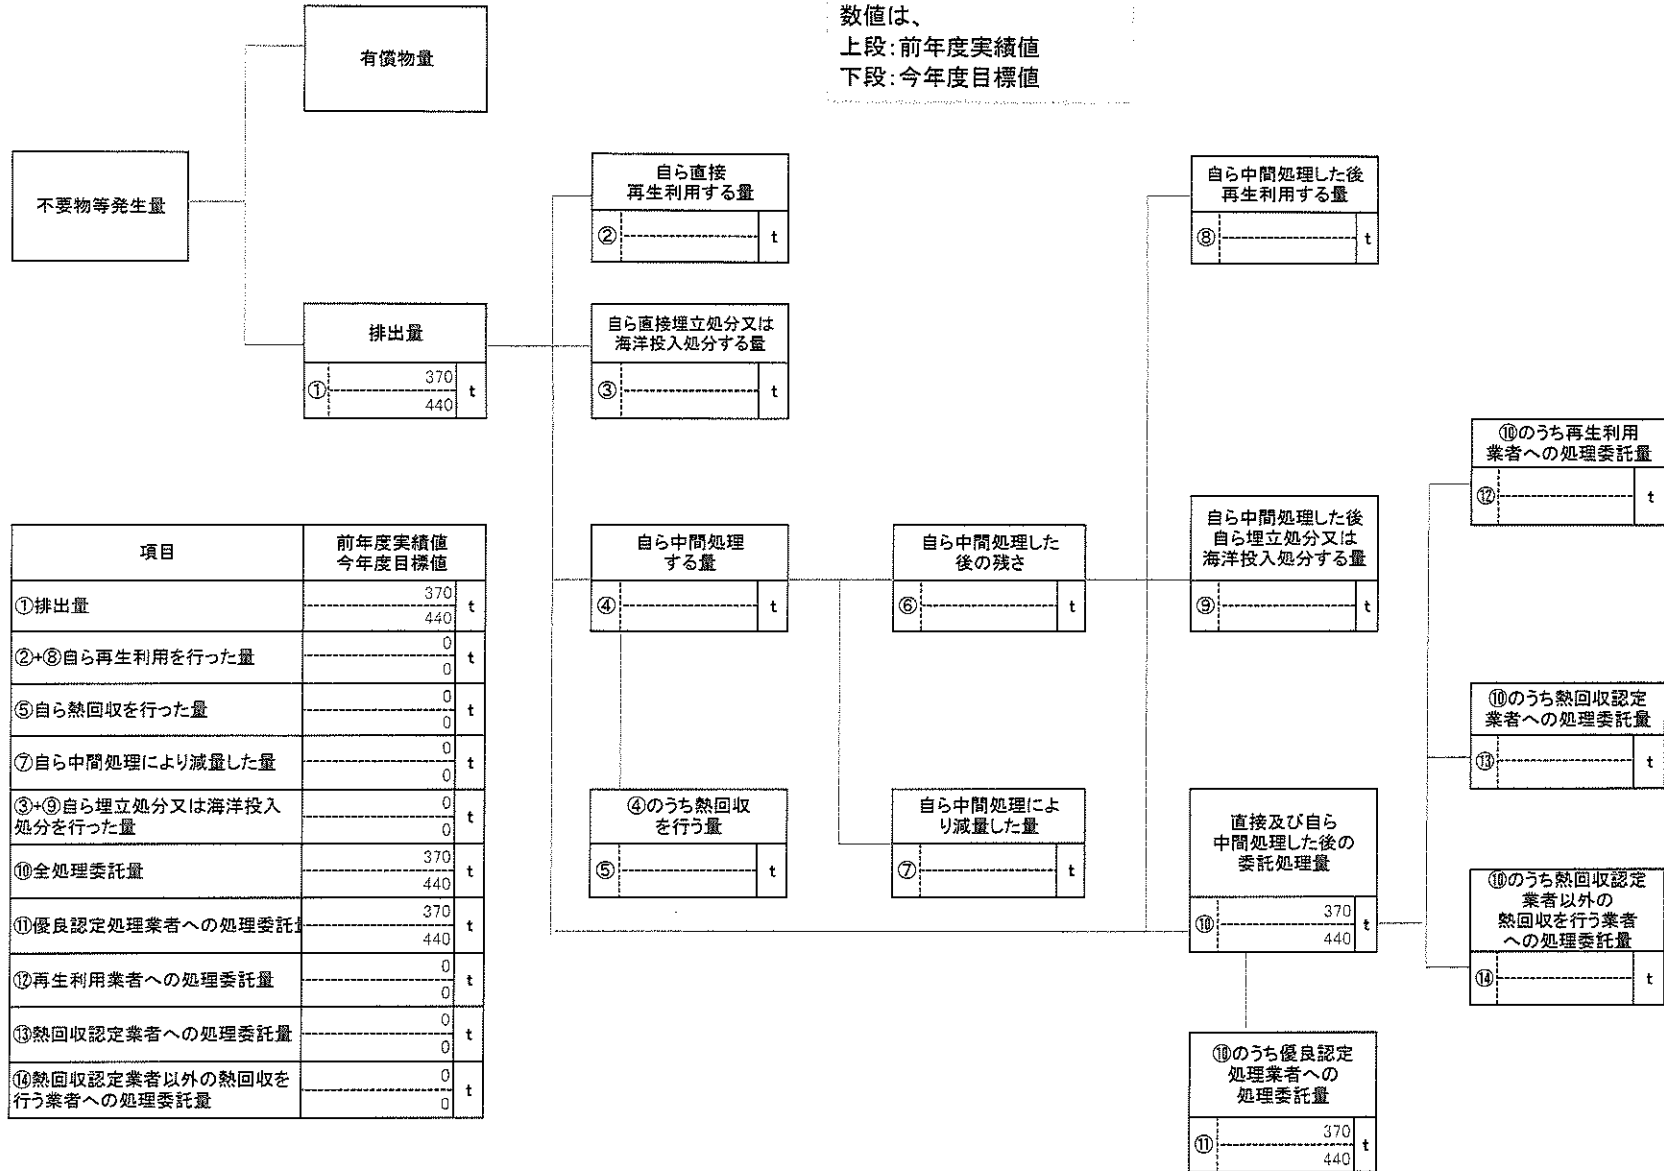 数値は、
上段:前年度実績値
下段:今年度目標値
有償物量
不要物等発生量
自ら直接
再生利用する量
② t
自ら中間処理した後
再生利用する量
⑧ t
排出量
① 370 t
440
自ら直接埋立処分又は
海洋投入処分する量
③ t
⑩のうち再生利用
業者への処理委託量
⑫ t
自ら中間処理
する量
④ t
自ら中間処理した
後の残さ
⑥ t
自ら中間処理した後
自ら埋立処分又は
海洋投入処分する量
⑨ t
⑩のうち熱回収認定
業者への処理委託量
⑬ t
④のうち熱回収
を行う量
⑤ t
自ら中間処理によ
り減量した量
⑦ t
直接及び自ら
中間処理した後の
委託処理量
⑩ 370 t
440
⑩のうち熱回収認定
業者以外の
熱回収を行う業者
への処理委託量
⑭ t
⑩のうち優良認定
処理業者への
処理委託量
⑪ 370 t
440
項目 前年度実績値
今年度目標値
①排出量 370 t
440
②+⑧自ら再生利用を行った量 0 t
0
⑤自ら熱回収を行った量 0 t
0
⑦自ら中間処理により減量した量 0 t
0
③+⑨自ら埋立処分又は海洋投入 0 t
処分を行った量 0
⑩全処理委託量 370 t
440
⑪優良認定処理業者への処理委託 370 t
440
⑫再生利用業者への処理委託量 0 t
0
⑬熱回収認定業者への処理委託量 0 t
0
⑭熱回収認定業者以外の熱回収を 0 t
行う業者への処理委託量 0